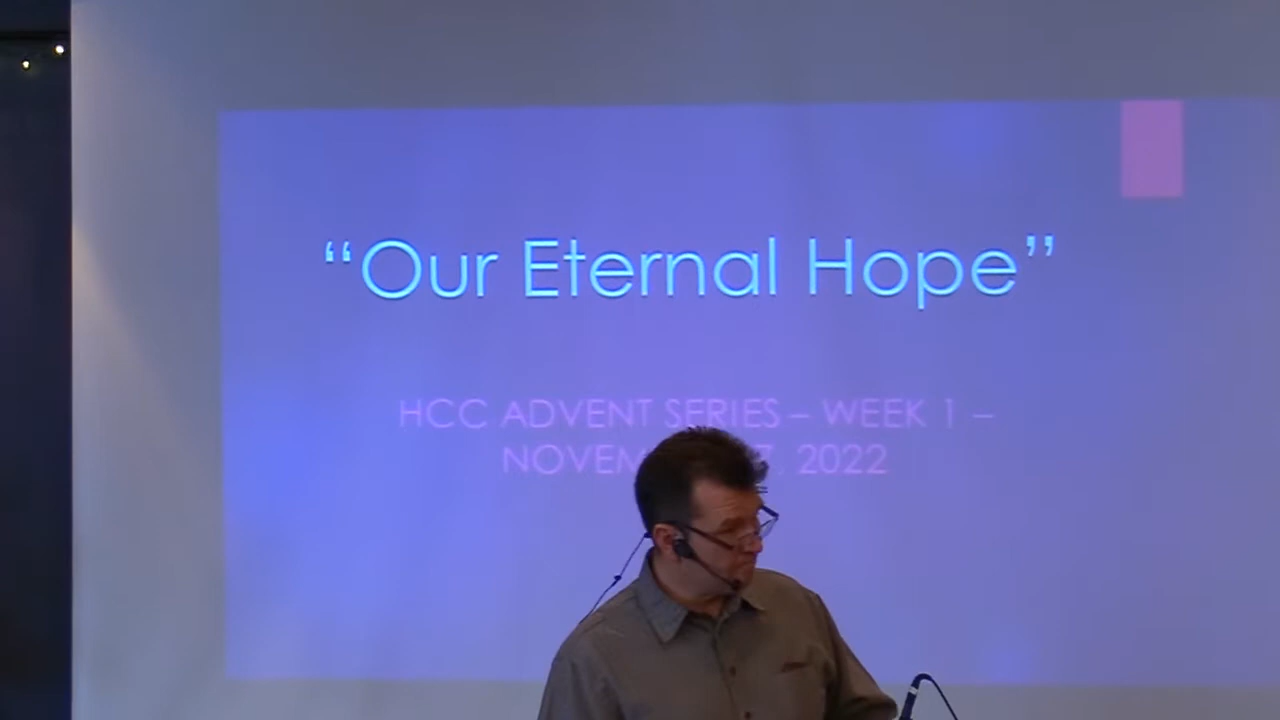 “Our Eternal Hope”
HCC ADVENT SERIES – WEEK 1 –
2022